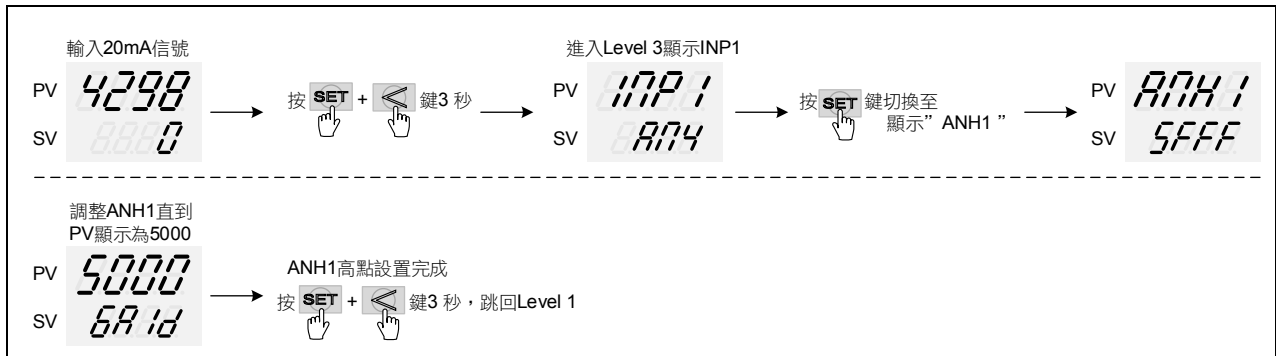 輸入20mA信號
PV 4298
SV 0
按 SET + < 鍵3 秒
進入Level 3顯示INP1
PV INP1
SV AN4
按 SET 鍵切換至
顯示” ANH1 ”
PV ANH1
SV 5FFF
調整ANH1直到
PV顯示為5000
PV 5000
SV 6A1d
ANH1高點設置完成
按 SET + < 鍵3 秒，跳回Level 1